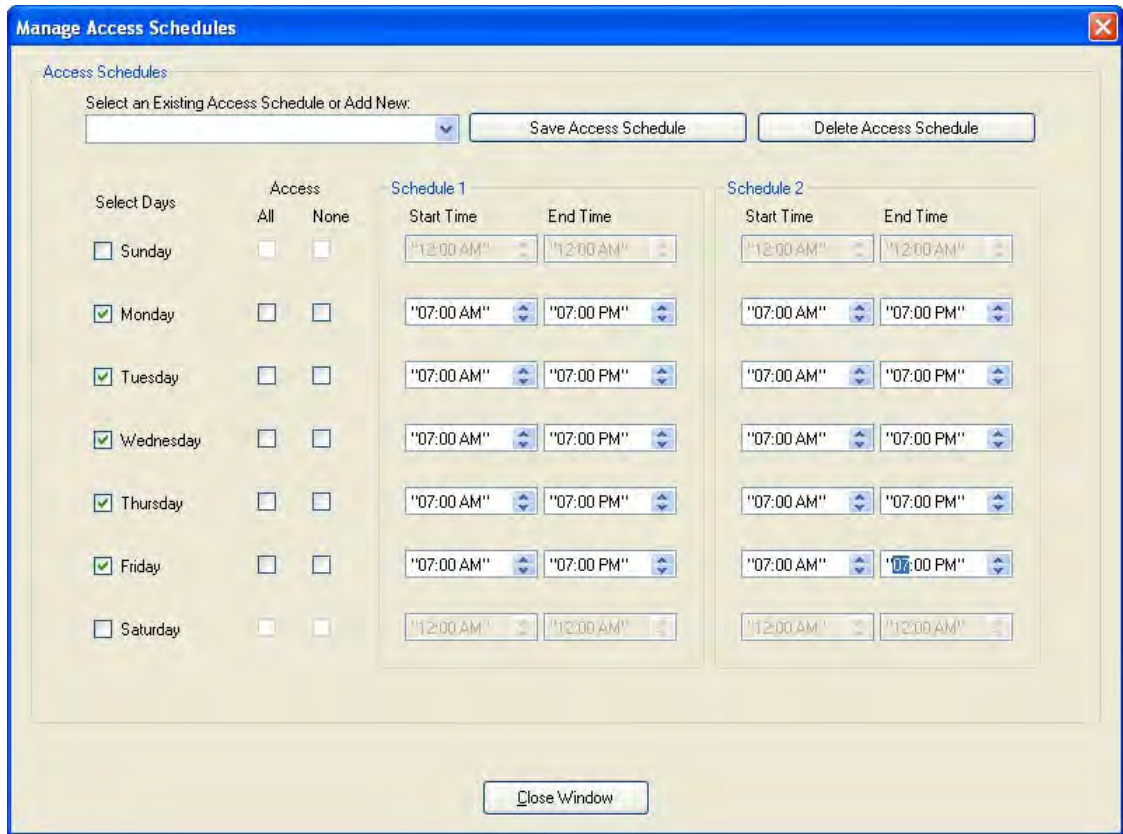 Manage Access Schedules
Access Schedules
Select an Existing Access Schedule or Add New:
Save Access Schedule
Delete Access Schedule
Select Days
Access
All None
Schedule 1
Start Time End Time
Schedule 2
Start Time End Time
Sunday "12:00 AM" "12:00 AM" "12:00 AM" "12:00 AM"
Monday "07:00 AM" "07:00 PM" "07:00 AM" "07:00 PM"
Tuesday "07:00 AM" "07:00 PM" "07:00 AM" "07:00 PM"
Wednesday "07:00 AM" "07:00 PM" "07:00 AM" "07:00 PM"
Thursday "07:00 AM" "07:00 PM" "07:00 AM" "07:00 PM"
Friday "07:00 AM" "07:00 PM" "07:00 AM" "07:00 PM"
Saturday "12:00 AM" "12:00 AM" "12:00 AM" "12:00 AM"
Close Window